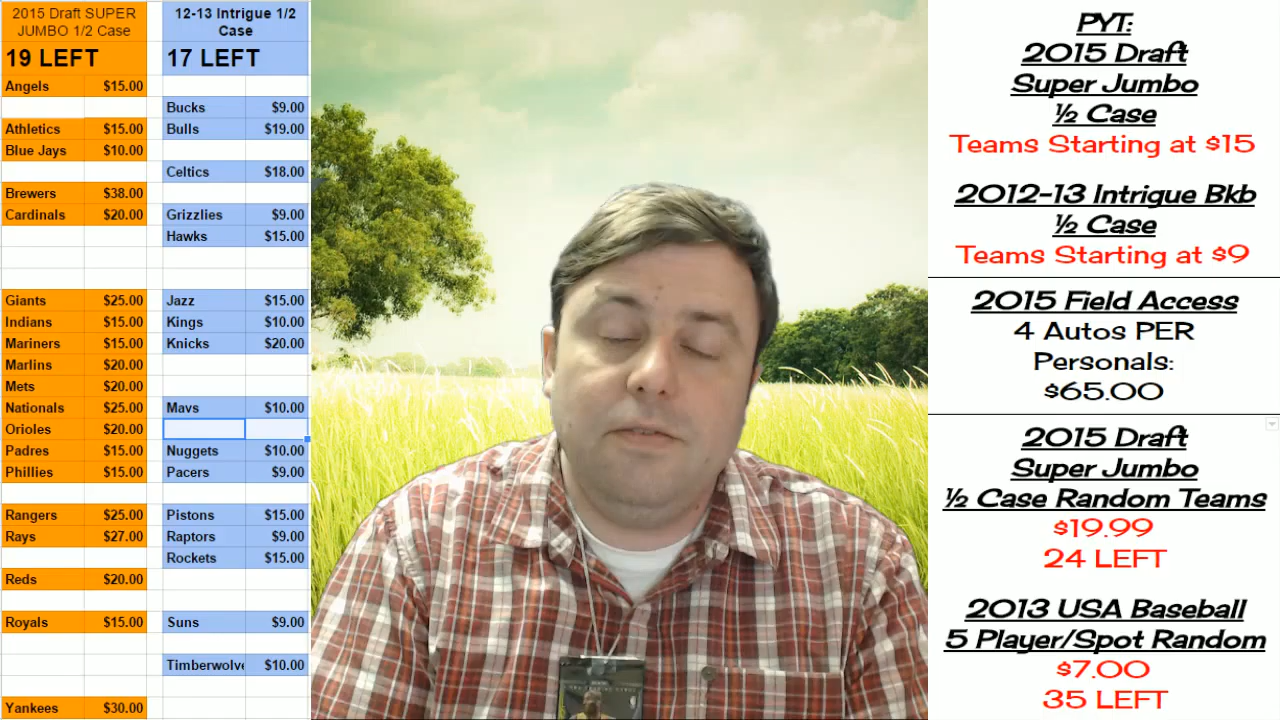 2015 Draft SUPER
JUMBO 1/2 Case
19 LEFT
Angels $15.00
Athletics $15.00
Blue Jays $10.00
Brewers $38.00
Cardinals $20.00
Giants $25.00
Indians $15.00
Mariners $15.00
Marlins $20.00
Mets $20.00
Nationals $25.00
Orioles $20.00
Padres $15.00
Phillies $15.00
Rangers $25.00
Rays $27.00
Reds $20.00
Royals $15.00
Yankees $30.00
12-13 Intrigue 1/2
Case
17 LEFT
Bucks $9.00
Bulls $19.00
Celtics $18.00
Grizzlies $9.00
Hawks $15.00
Jazz $15.00
Kings $10.00
Knicks $20.00
Mavs $10.00
Nuggets $10.00
Pacers $9.00
Pistons $15.00
Raptors $9.00
Rockets $15.00
Suns $9.00
Timberwolve $10.00
PYT:
2015 Draft
Super Jumbo
½ Case
Teams Starting at $15
2012-13 Intrigue Bkb
½ Case
Teams Starting at $9
2015 Field Access
4 Autos PER
Personals:
$65.00
2015 Draft
Super Jumbo
½ Case Random Teams
$19.99
24 LEFT
2013 USA Baseball
5 Player/Spot Random
$7.00
35 LEFT